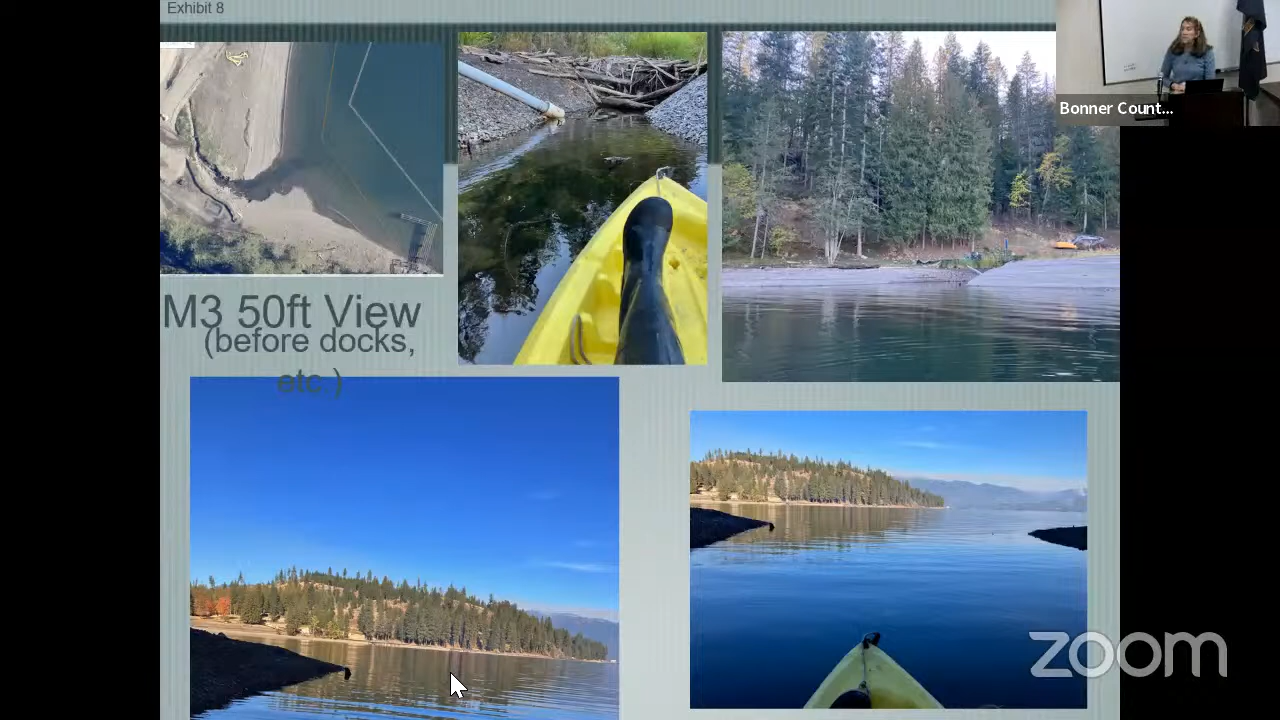 Exhibit 8
Bonner Count...
M3 50ft View
(before docks,
etc.)
zoom